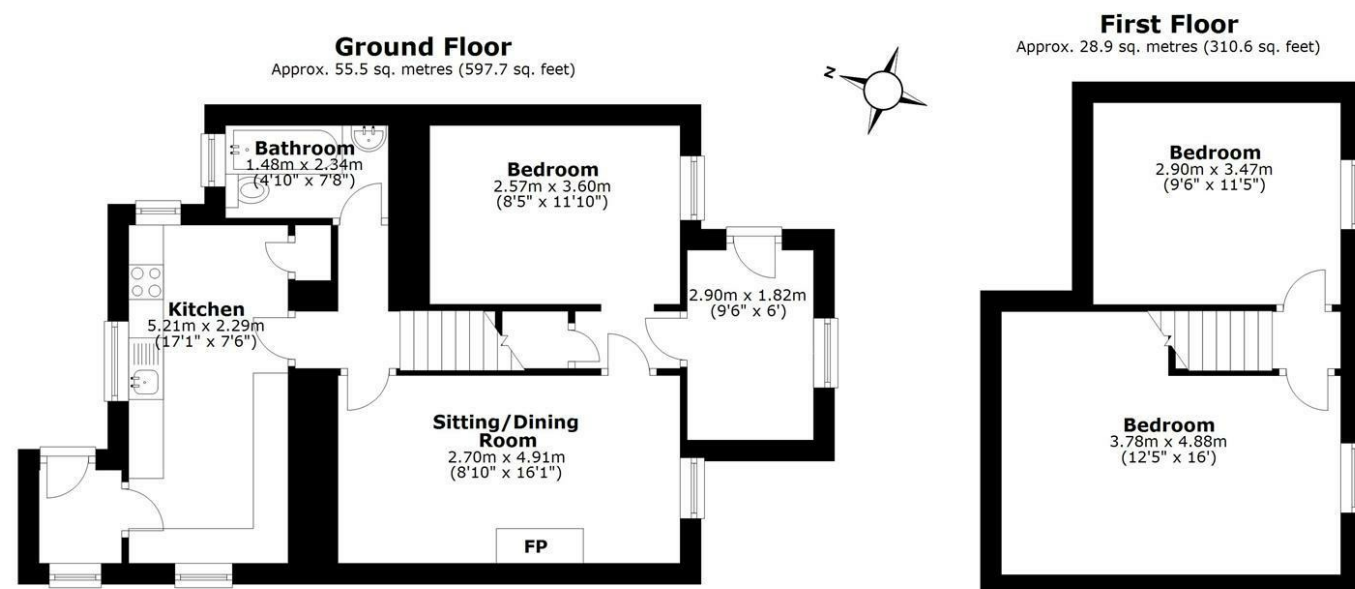 Ground Floor
Approx. 55.5 sq. metres (597.7 sq. feet)
First Floor
Approx. 28.9 sq. metres (310.6 sq. feet)
N
Bathroom
1.48m x 2.34m
(4'10" x 7'8")
Bedroom
2.57m x 3.60m
(8'5" x 11'10")
Bedroom
2.90m x 3.47m
(9'6" x 11'5")
Kitchen
5.21m x 2.29m
(17'1" x 7'6")
2.90m x 1.82m
(9'6" x 6')
Sitting/Dining
Room
2.70m x 4.91m
(8'10" x 16'1")
FP
Bedroom
3.78m x 4.88m
(12'5" x 16')